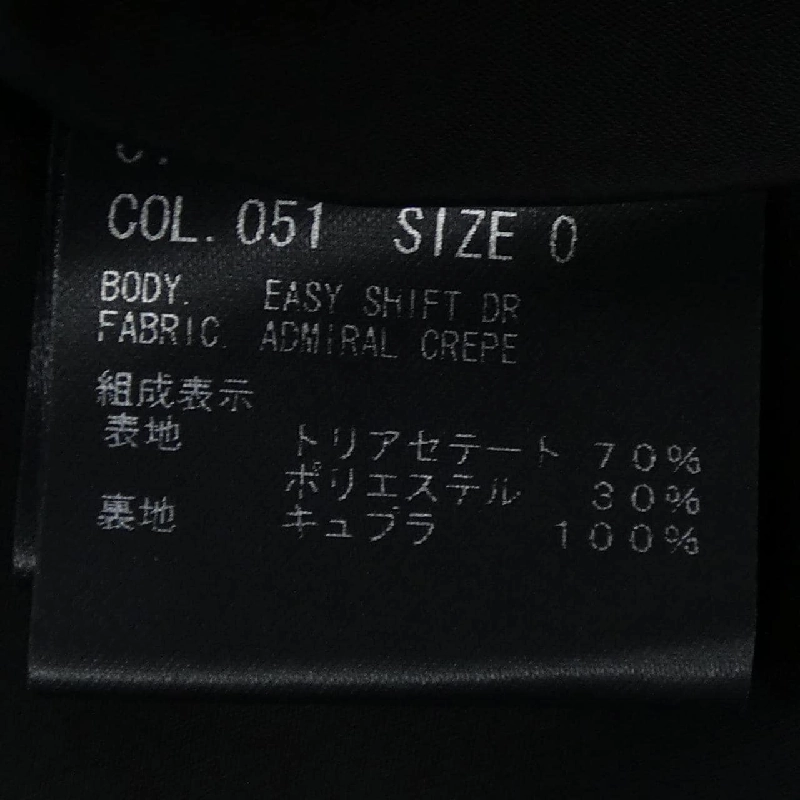 COL. 051 SIZE 0
BODY. EASY SHIFT DR
FABRIC. ADMIRAL CREPE
組成表示
表地 トリアセテート 70%
ポリエステル 30%
裏地 キュプラ 100%